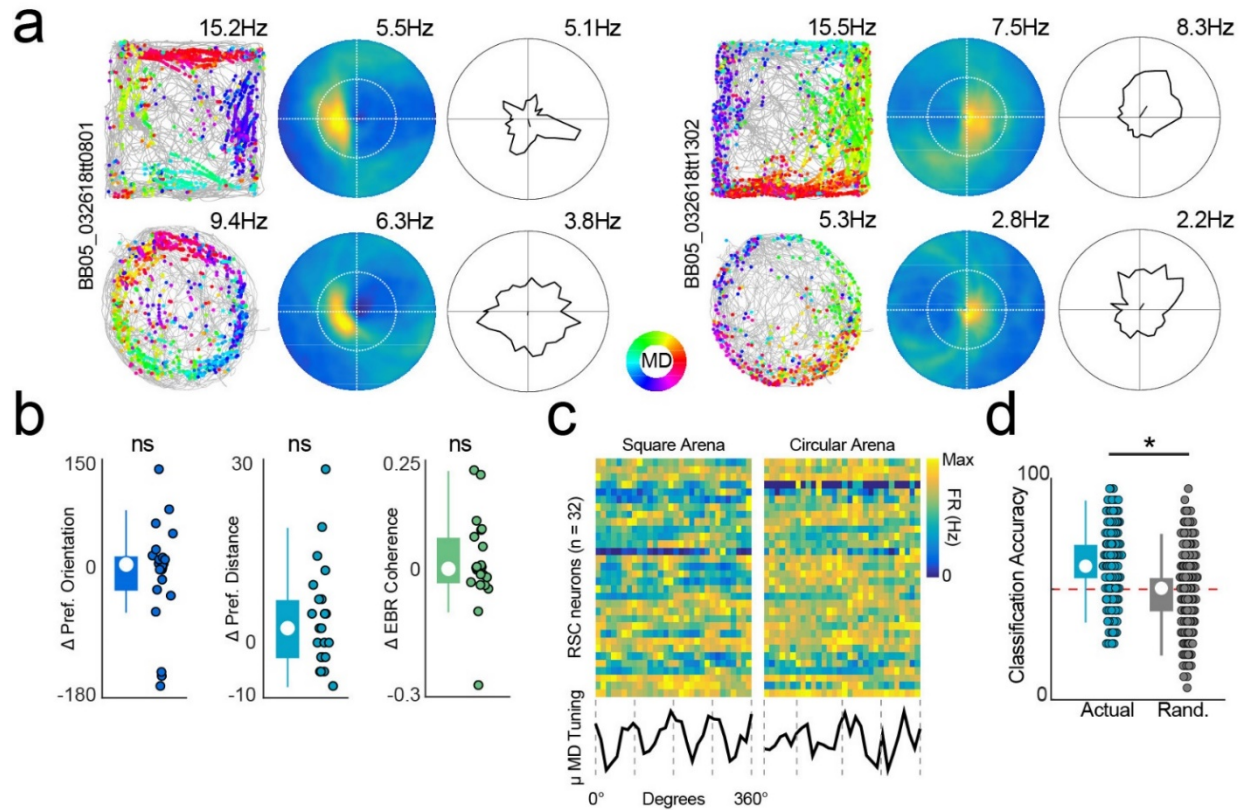 a
15.2Hz 5.5Hz 5.1Hz 15.5Hz 7.5Hz 8.3Hz
BB05_032618ttt0801
BB05_032618ttt1302
9.4Hz 6.3Hz 3.8Hz 5.3Hz 2.8Hz 2.2Hz
MD
b
ns
150
0
-180
Δ Pref. Orientation
ns
30
0
-10
Δ Pref. Distance
ns
0.25
0
-0.3
Δ EBR Coherence
c
Square Arena Circular Arena
RSC neurons (n = 32)
Max
FR (Hz)
0
μ MD Tuning
0° Degrees 360°
d
*
100
0
Classification Accuracy
Actual Rand.